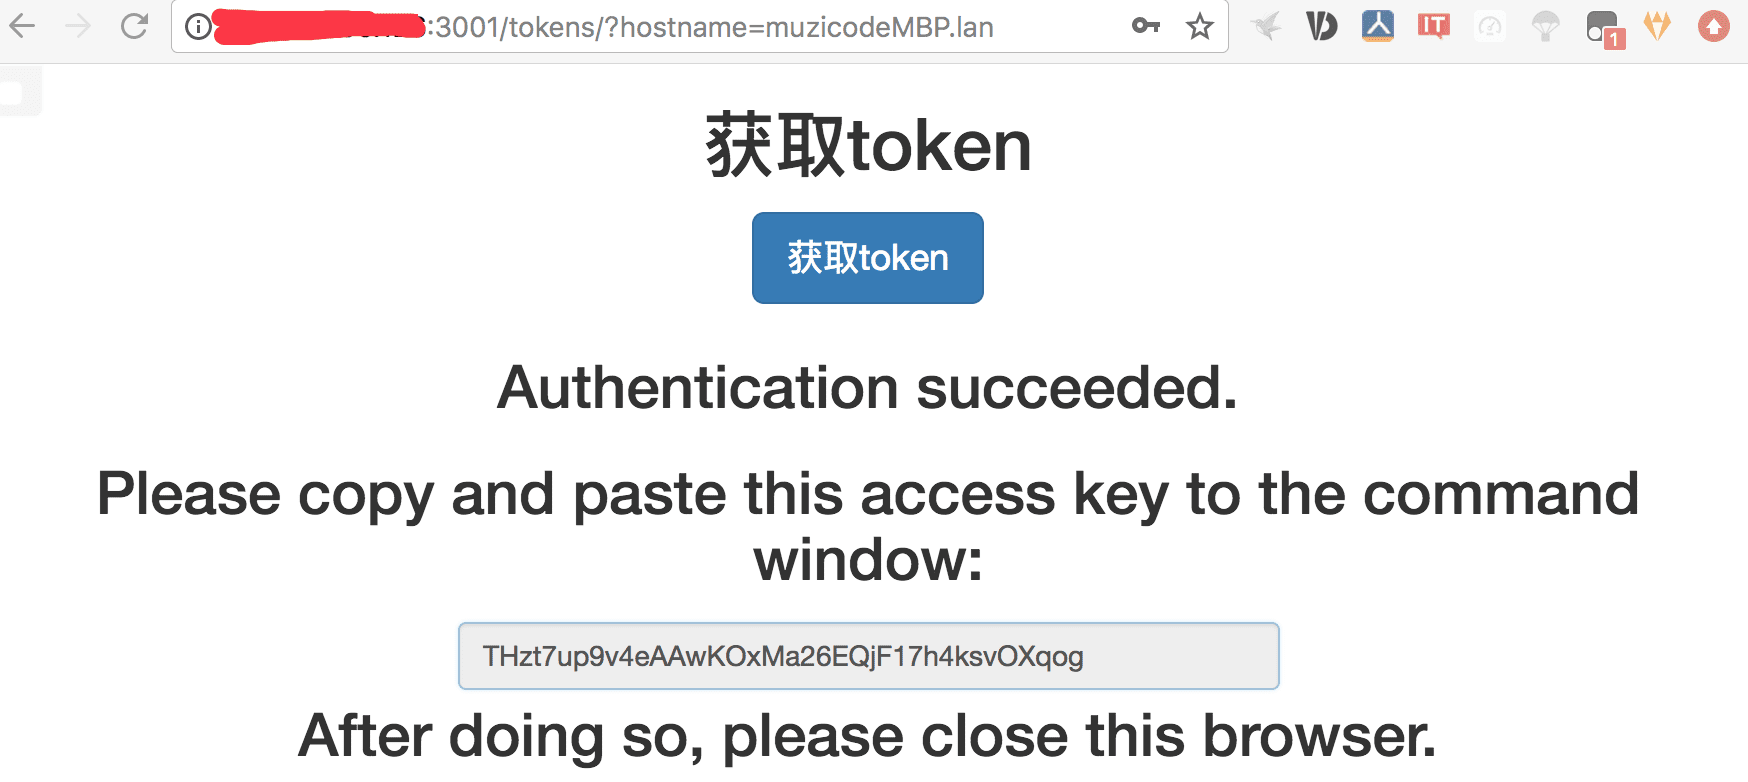 :3001/tokens/?hostname=muzicodeMBP.lan
IT
1
获取token
获取token
Authentication succeeded.
Please copy and paste this access key to the command
window:
THzt7up9v4eAAwKOxMa26EQjF17h4ksvOXqog
After doing so, please close this browser.